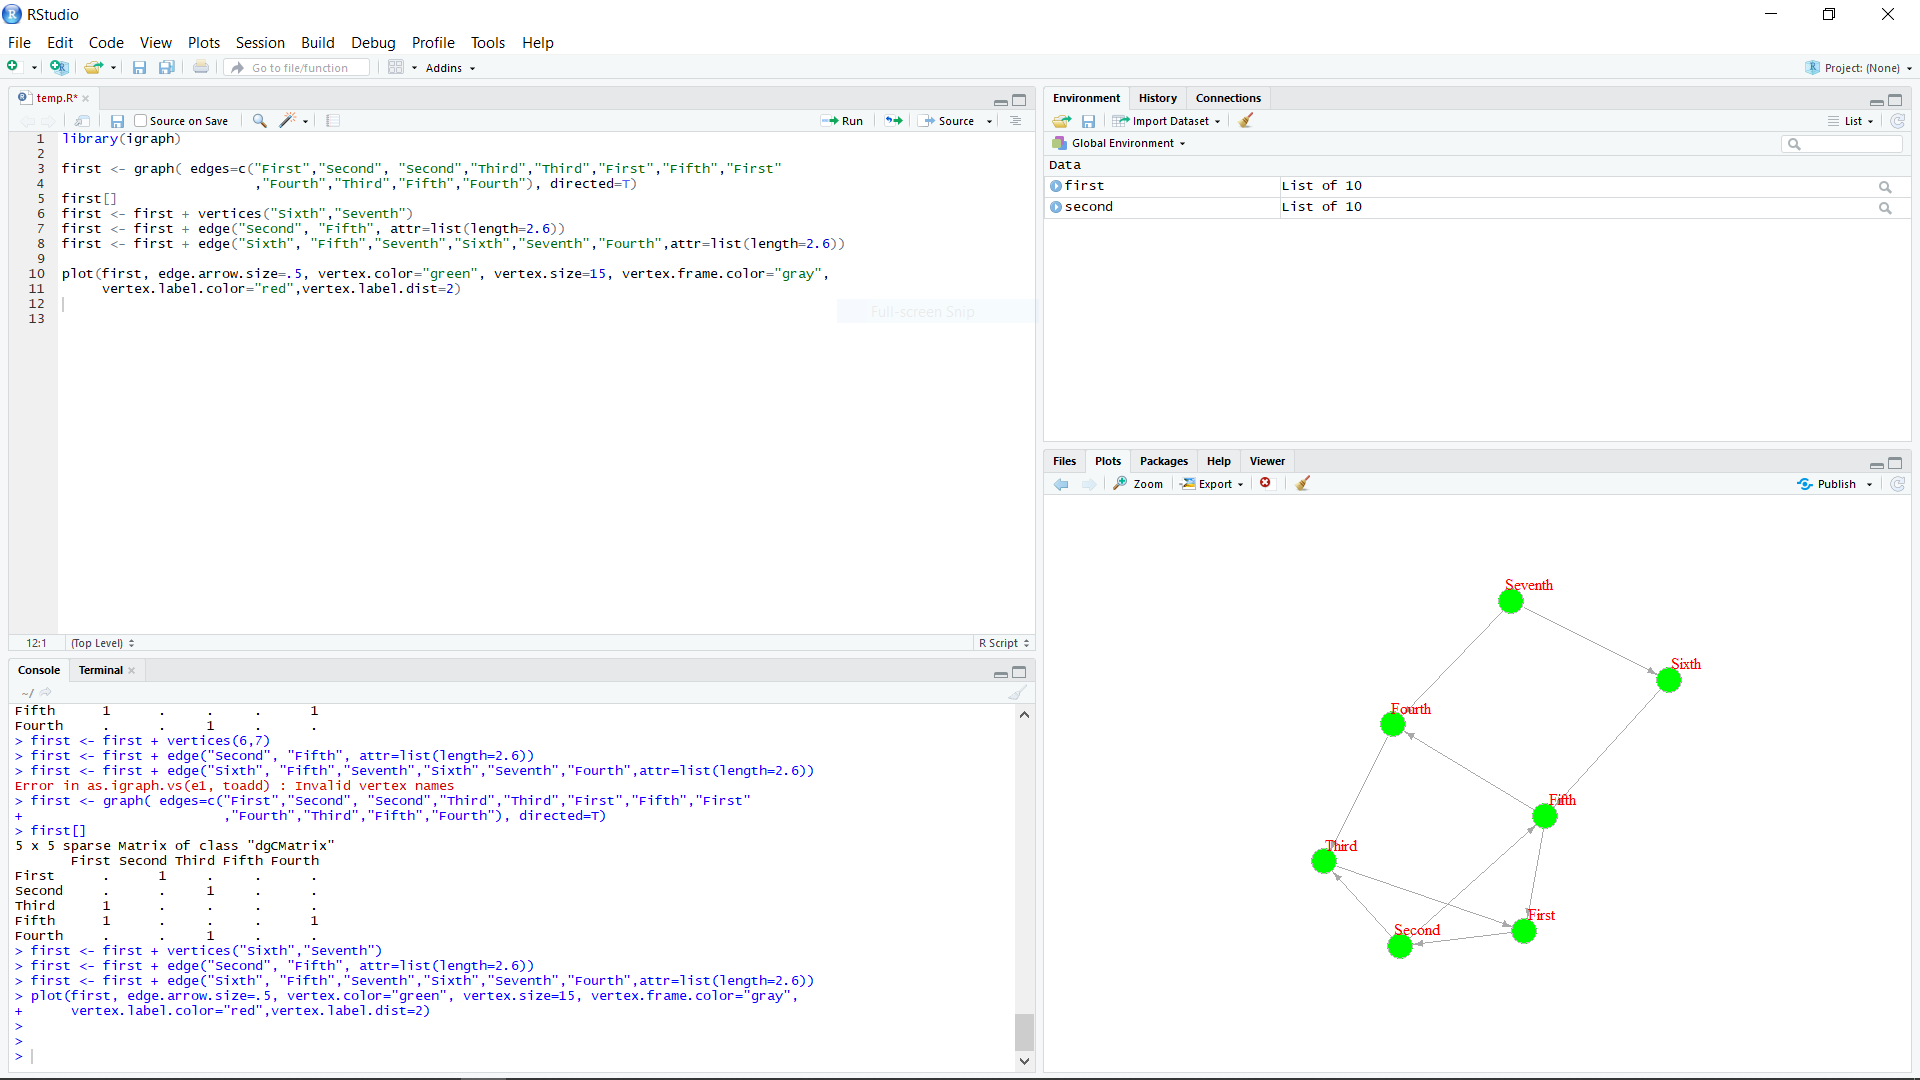 RStudio
File Edit Code View Plots Session Build Debug Profile Tools Help
Go to file/function Addins Project: (None)
temp.R*
Source on Save Run Source
1 library(igraph)
2
3 first <- graph( edges=c("First","Second", "Second","Third","Third","First","Fifth","First"
4 ,"Fourth","Third","Fifth","Fourth"), directed=T)
5 first[]
6 first <- first + vertices("Sixth","Seventh")
7 first <- first + edge("Second", "Fifth", attr=list(length=2.6))
8 first <- first + edge("Sixth", "Fifth","Seventh","Sixth","Seventh","Fourth",attr=list(length=2.6))
9
10 plot(first, edge.arrow.size=.5, vertex.color="green", vertex.size=15, vertex.frame.color="gray",
11 vertex.label.color="red",vertex.label.dist=2)
12
13
Full-screen Snip
12:1 (Top Level) R Script
Console Terminal
~/
Fifth 1 . . . 1
Fourth . . 1 . .
> first <- first + vertices(6,7)
> first <- first + edge("Second", "Fifth", attr=list(length=2.6))
> first <- first + edge("Sixth", "Fifth","Seventh","Sixth","Seventh","Fourth",attr=list(length=2.6))
Error in as.igraph.vs(e1, toadd) : Invalid vertex names
> first <- graph( edges=c("First","Second", "Second","Third","Third","First","Fifth","First"
+ ,"Fourth","Third","Fifth","Fourth"), directed=T)
> first[]
5 x 5 sparse Matrix of class "dgCMatrix"
First Second Third Fifth Fourth
First . 1 . . .
Second . . 1 . .
Third 1 . . . .
Fifth 1 . . . 1
Fourth . . 1 . .
> first <- first + vertices("Sixth","Seventh")
> first <- first + edge("Second", "Fifth", attr=list(length=2.6))
> first <- first + edge("Sixth", "Fifth","Seventh","Sixth","Seventh","Fourth",attr=list(length=2.6))
> plot(first, edge.arrow.size=.5, vertex.color="green", vertex.size=15, vertex.frame.color="gray",
+ vertex.label.color="red",vertex.label.dist=2)
>
>
>
Environment History Connections
Import Dataset List
Global Environment
Data
first List of 10
second List of 10
Files Plots Packages Help Viewer
Zoom Export Publish
Seventh
Sixth
Fourth
Fifth
Third
First
Second